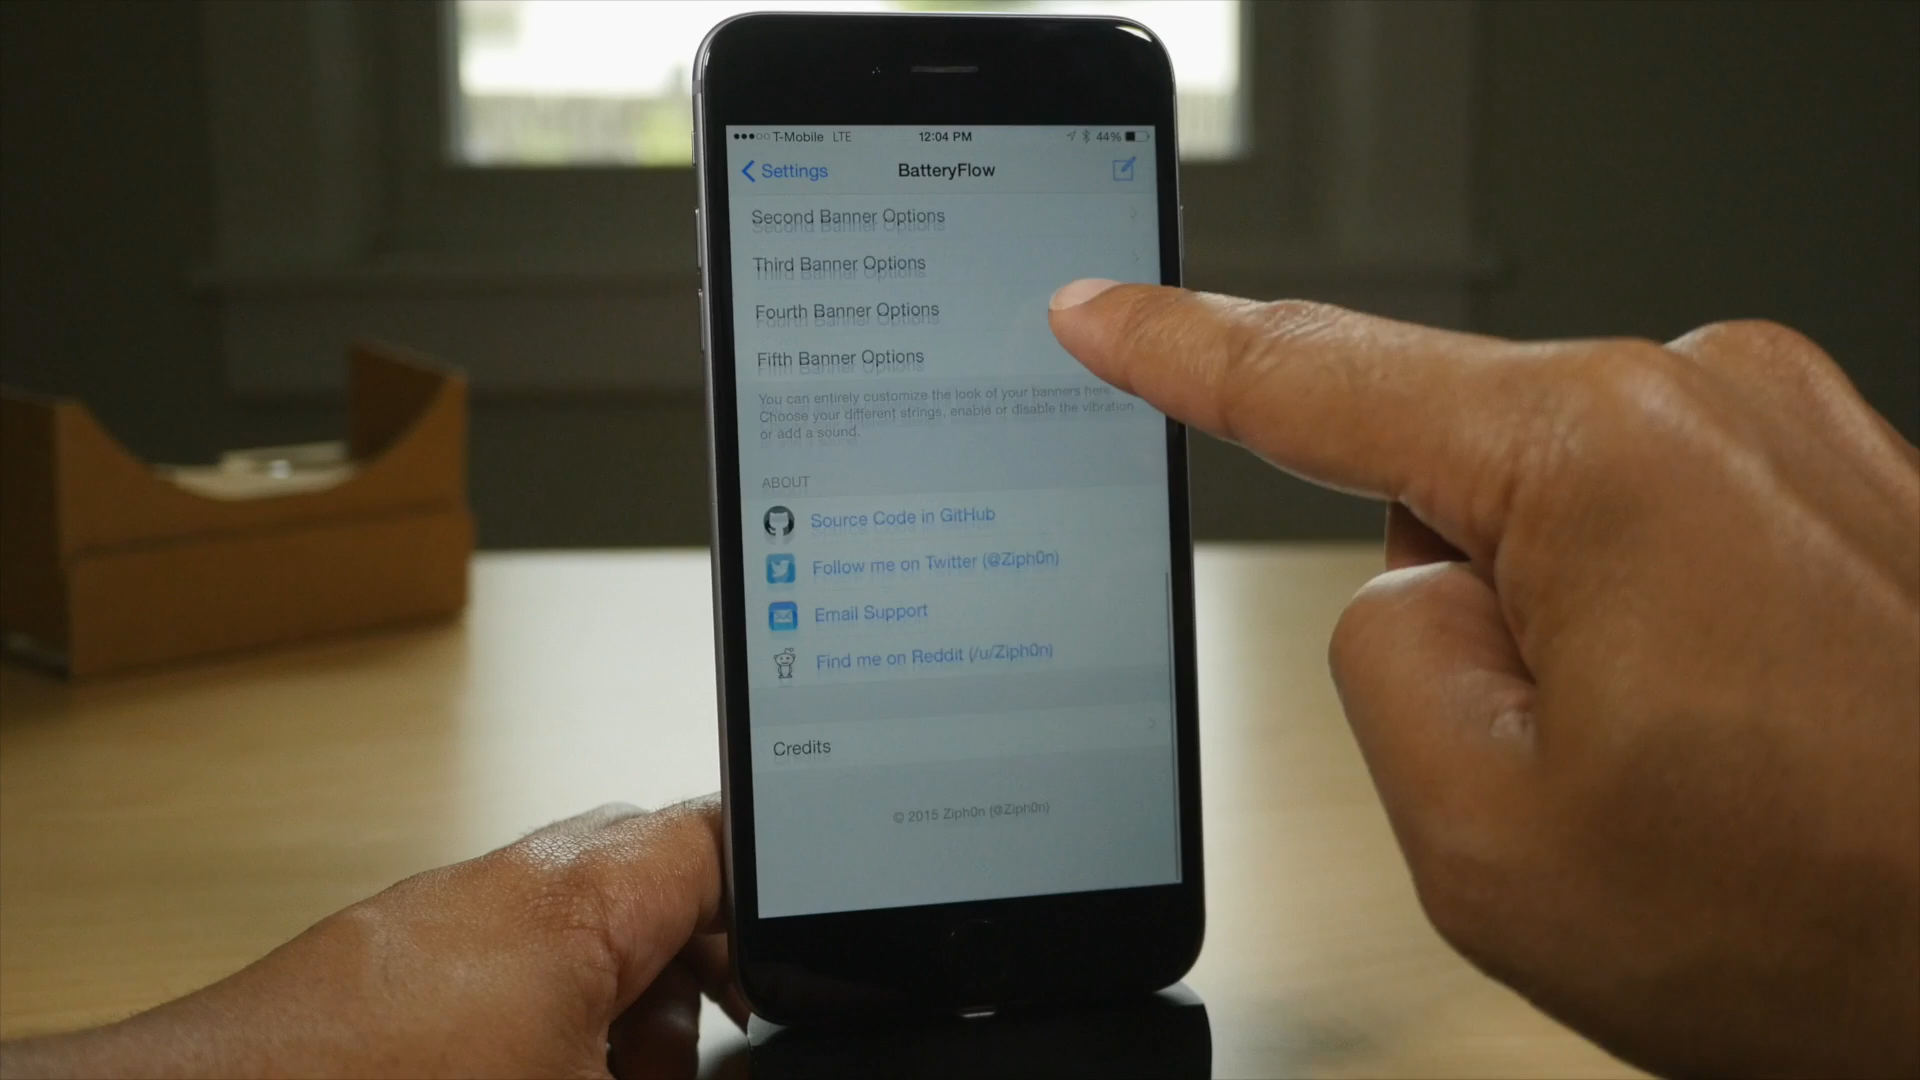 T-Mobile LTE 12:04 PM 44%
Settings BatteryFlow
Second Banner Options
Third Banner Options
Fourth Banner Options
Fifth Banner Options
You can entirely customize the look of your banners here.
Choose your different strings, enable or disable the vibration
or add a sound.
ABOUT
Source Code in GitHub
Follow me on Twitter (@Ziph0n)
Email Support
Find me on Reddit (/u/Ziph0n)
Credits
© 2015 Ziph0n (@Ziph0n)